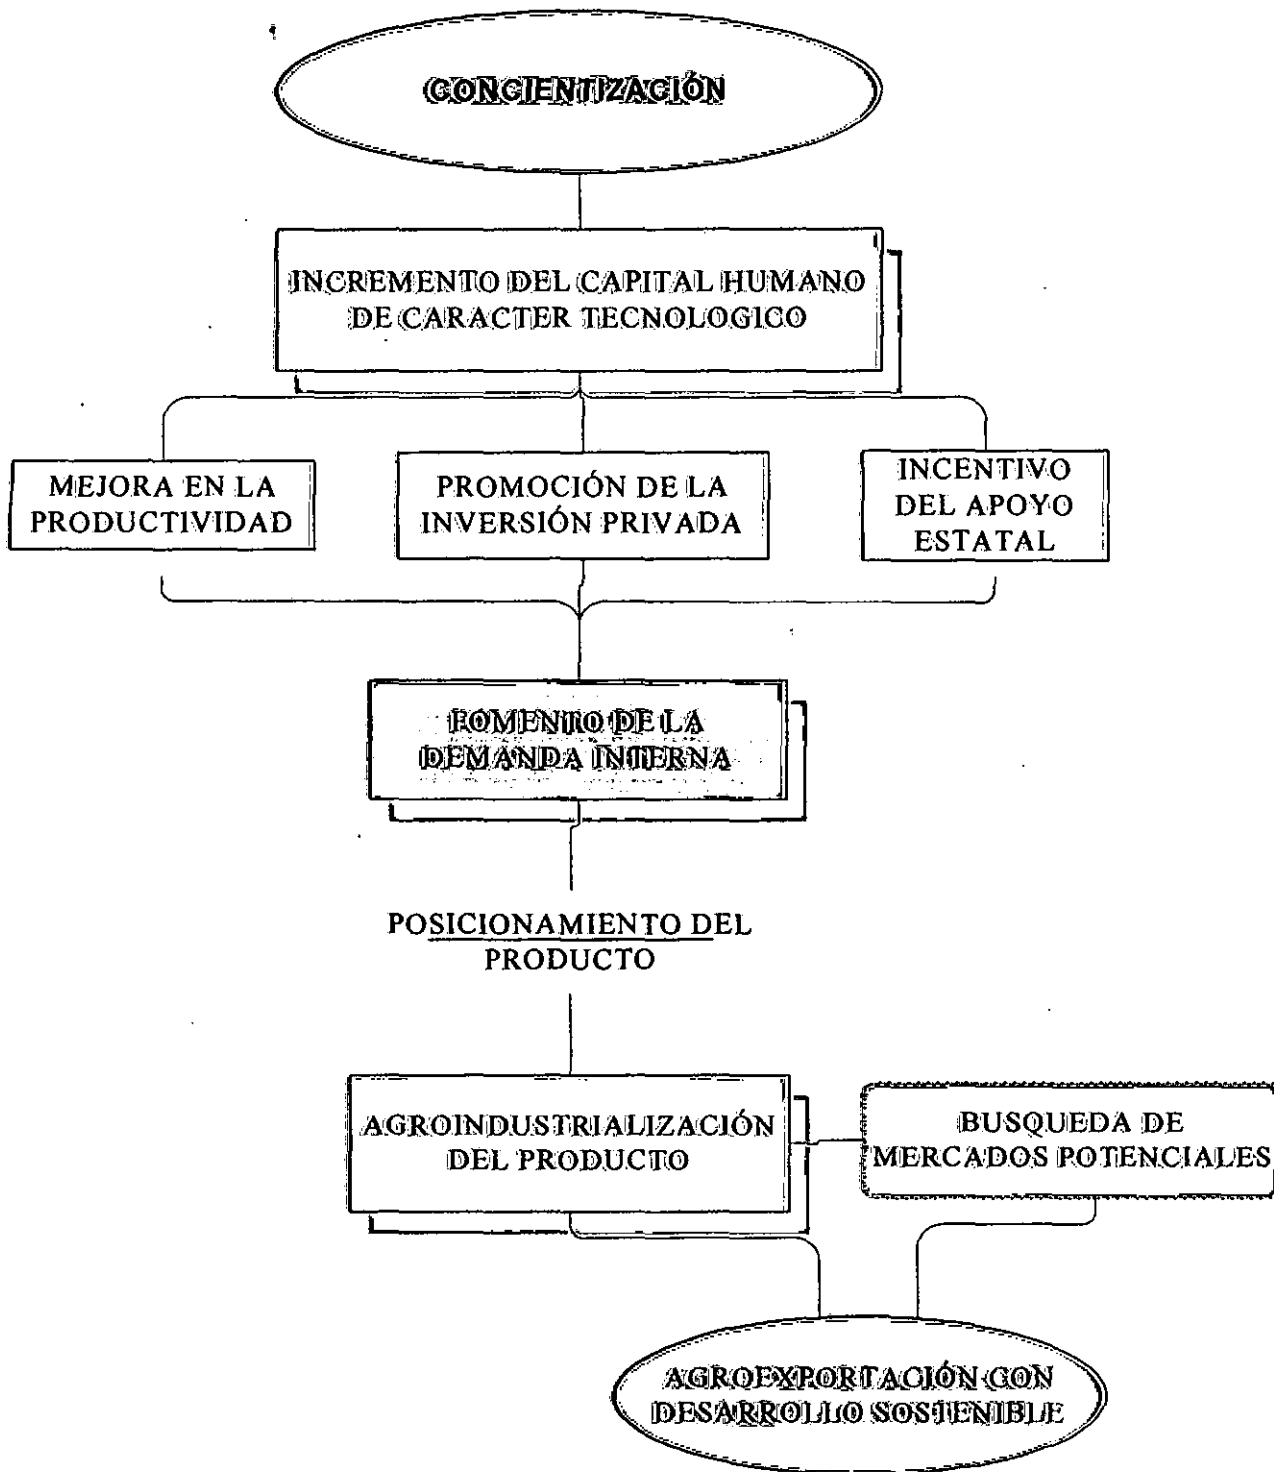 CONCIENTIZACIÓN
INCREMENTO DEL CAPITAL HUMANO
DE CARACTER TECNOLOGICO
MEJORA EN LA
PRODUCTIVIDAD
PROMOCIÓN DE LA
INVERSIÓN PRIVADA
INCENTIVO
DEL APOYO
ESTATAL
FOMENTO DE LA
DEMANDA INTERNA
POSICIONAMIENTO DEL
PRODUCTO
AGROINDUSTRIALIZACIÓN
DEL PRODUCTO
BUSQUEDA DE
MERCADOS POTENCIALES
AGROEXPORTACIÓN CON
DESARROLLO SOSTENIBLE